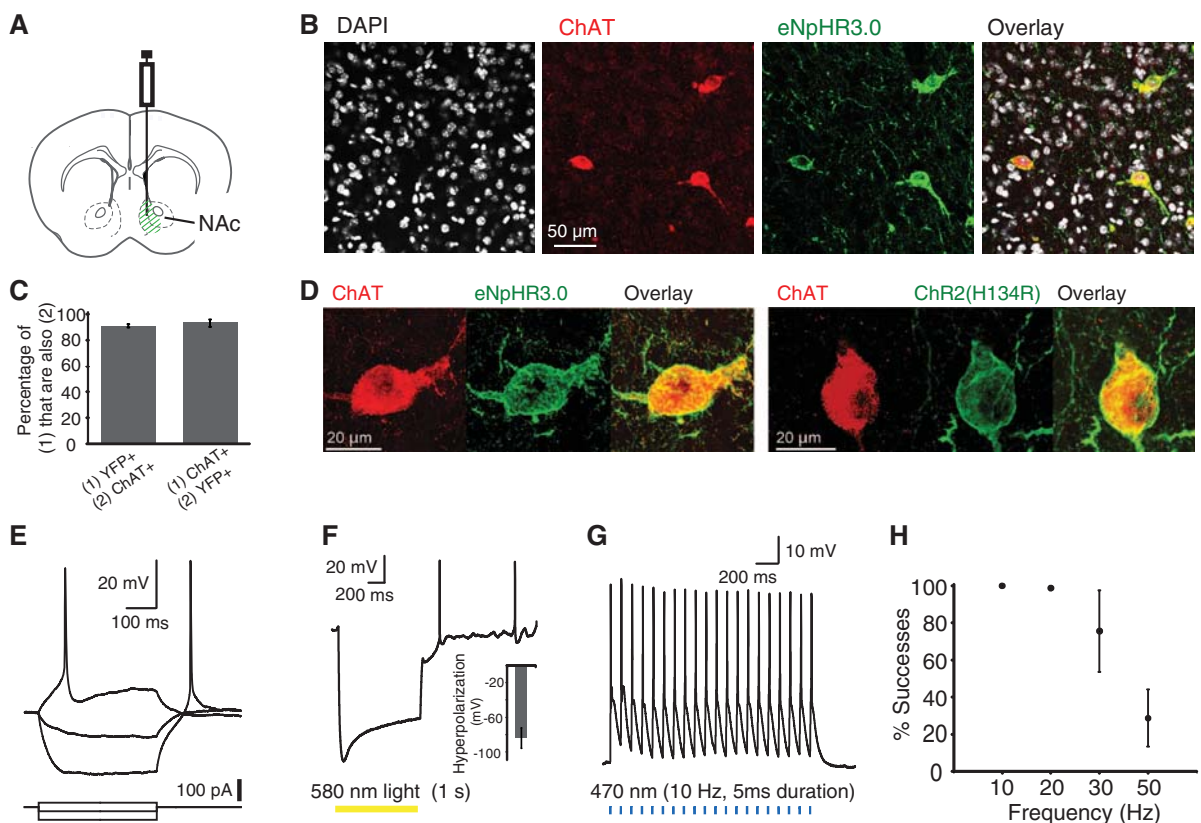 A
NAc
B
DAPI
ChAT
eNpHR3.0
Overlay
50 µm
C
Percentage of
(1) that are also (2)
100
80
60
40
20
0
(1) YFP+
(2) ChAT+
(1) ChAT+
(2) YFP+
D
ChAT
eNpHR3.0
Overlay
20 µm
ChAT
ChR2(H134R)
Overlay
20 µm
E
20 mV
100 ms
100 pA
F
20 mV
200 ms
Hyperpolarization
(mV)
-20
-60
-100
580 nm light (1 s)
G
10 mV
200 ms
470 nm (10 Hz, 5ms duration)
H
% Successes
100
80
60
40
20
0
10
20
30
50
Frequency (Hz)